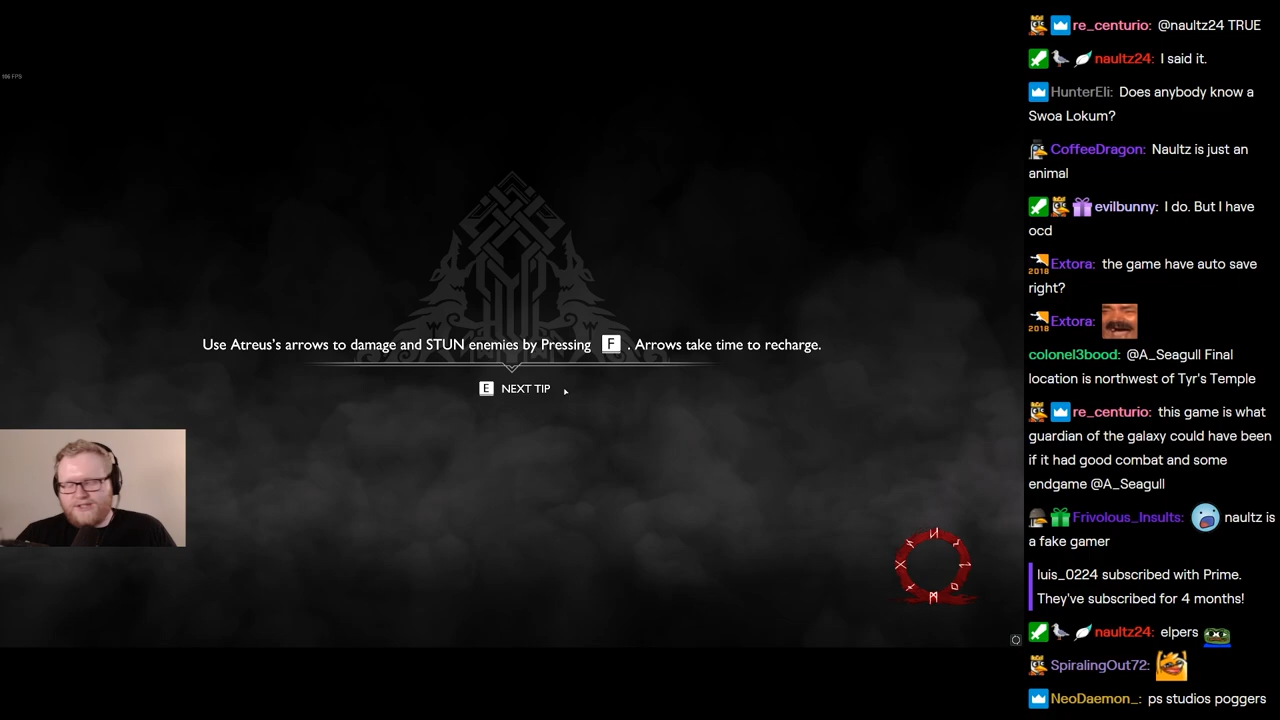 106 FPS
Use Atreus's arrows to damage and STUN enemies by Pressing F . Arrows take time to recharge.
E NEXT TIP
re_centurio: @naultz24 TRUE
naultz24: I said it.
HunterEli: Does anybody know a
Swoa Lokum?
CoffeeDragon: Naultz is just an
animal
evilbunny: I do. But I have
ocd
2018 Extora: the game have auto save
right?
2018 Extora:
colonel3bood: @A_Seagull Final
location is northwest of Tyr's Temple
re_centurio: this game is what
guardian of the galaxy could have been
if it had good combat and some
endgame @A_Seagull
Frivolous_Insults: naultz is
a fake gamer
luis_0224 subscribed with Prime.
They've subscribed for 4 months!
naultz24: elpers
SpiralingOut72:
NeoDaemon_: ps studios poggers